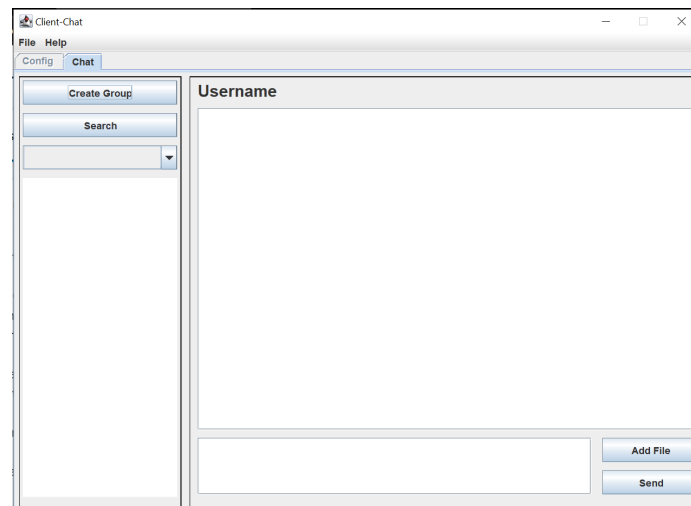 Client-Chat
File Help
Config Chat
Create Group
Search
Username
Add File
Send